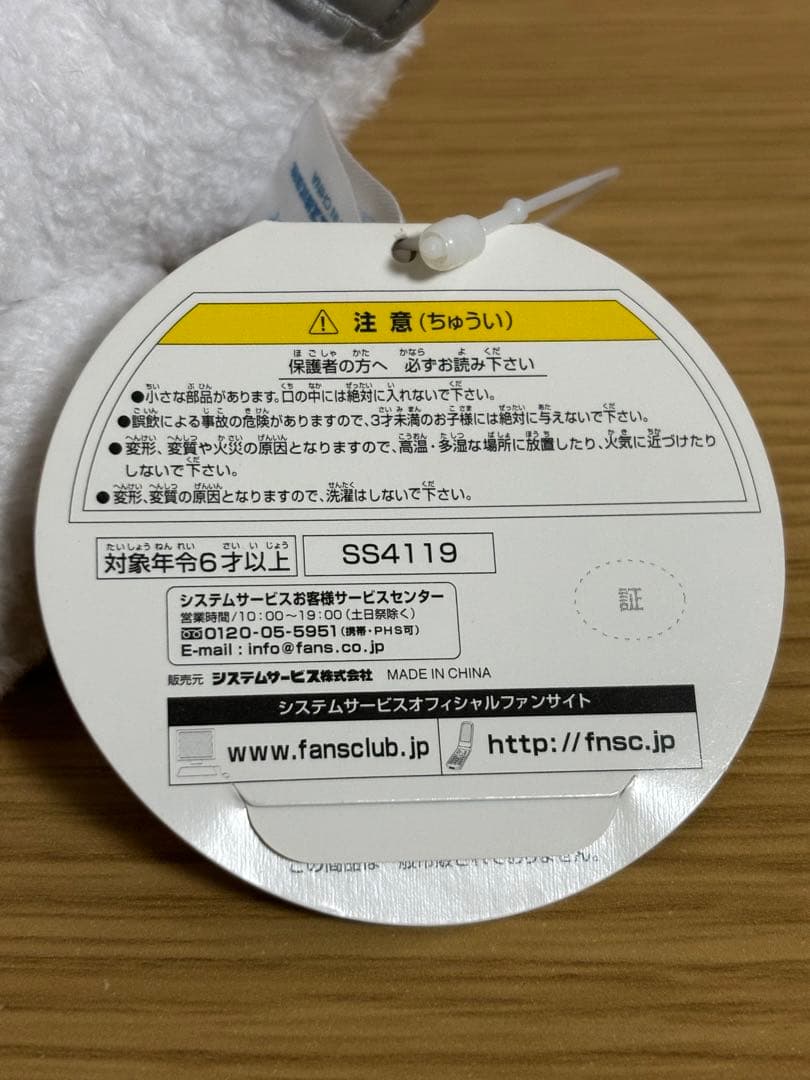 注意(ちゅうい)
保護者の方へ 必ずお読み下さい
●小さな部品があります。口の中には絶対に入れないで下さい。
●誤飲による事故の危険がありますので、3才未満のお子様には絶対に与えないで下さい。
●変形、変質や火災の原因となりますので、高温・多湿な場所に放置したり、火気に近づけたり
しないで下さい。
●変形、変質の原因となりますので、洗濯はしないで下さい。
対象年令6才以上
SS4119
証
システムサービスお客様サービスセンター
営業時間/10:00~19:00(土日祭除く)
0120-05-5951(携帯・PHS可)
E-mail : info@fans.co.jp
販売元 システムサービス株式会社 MADE IN CHINA
システムサービスオフィシャルファンサイト
www.fansclub.jp
http://fnsc.jp